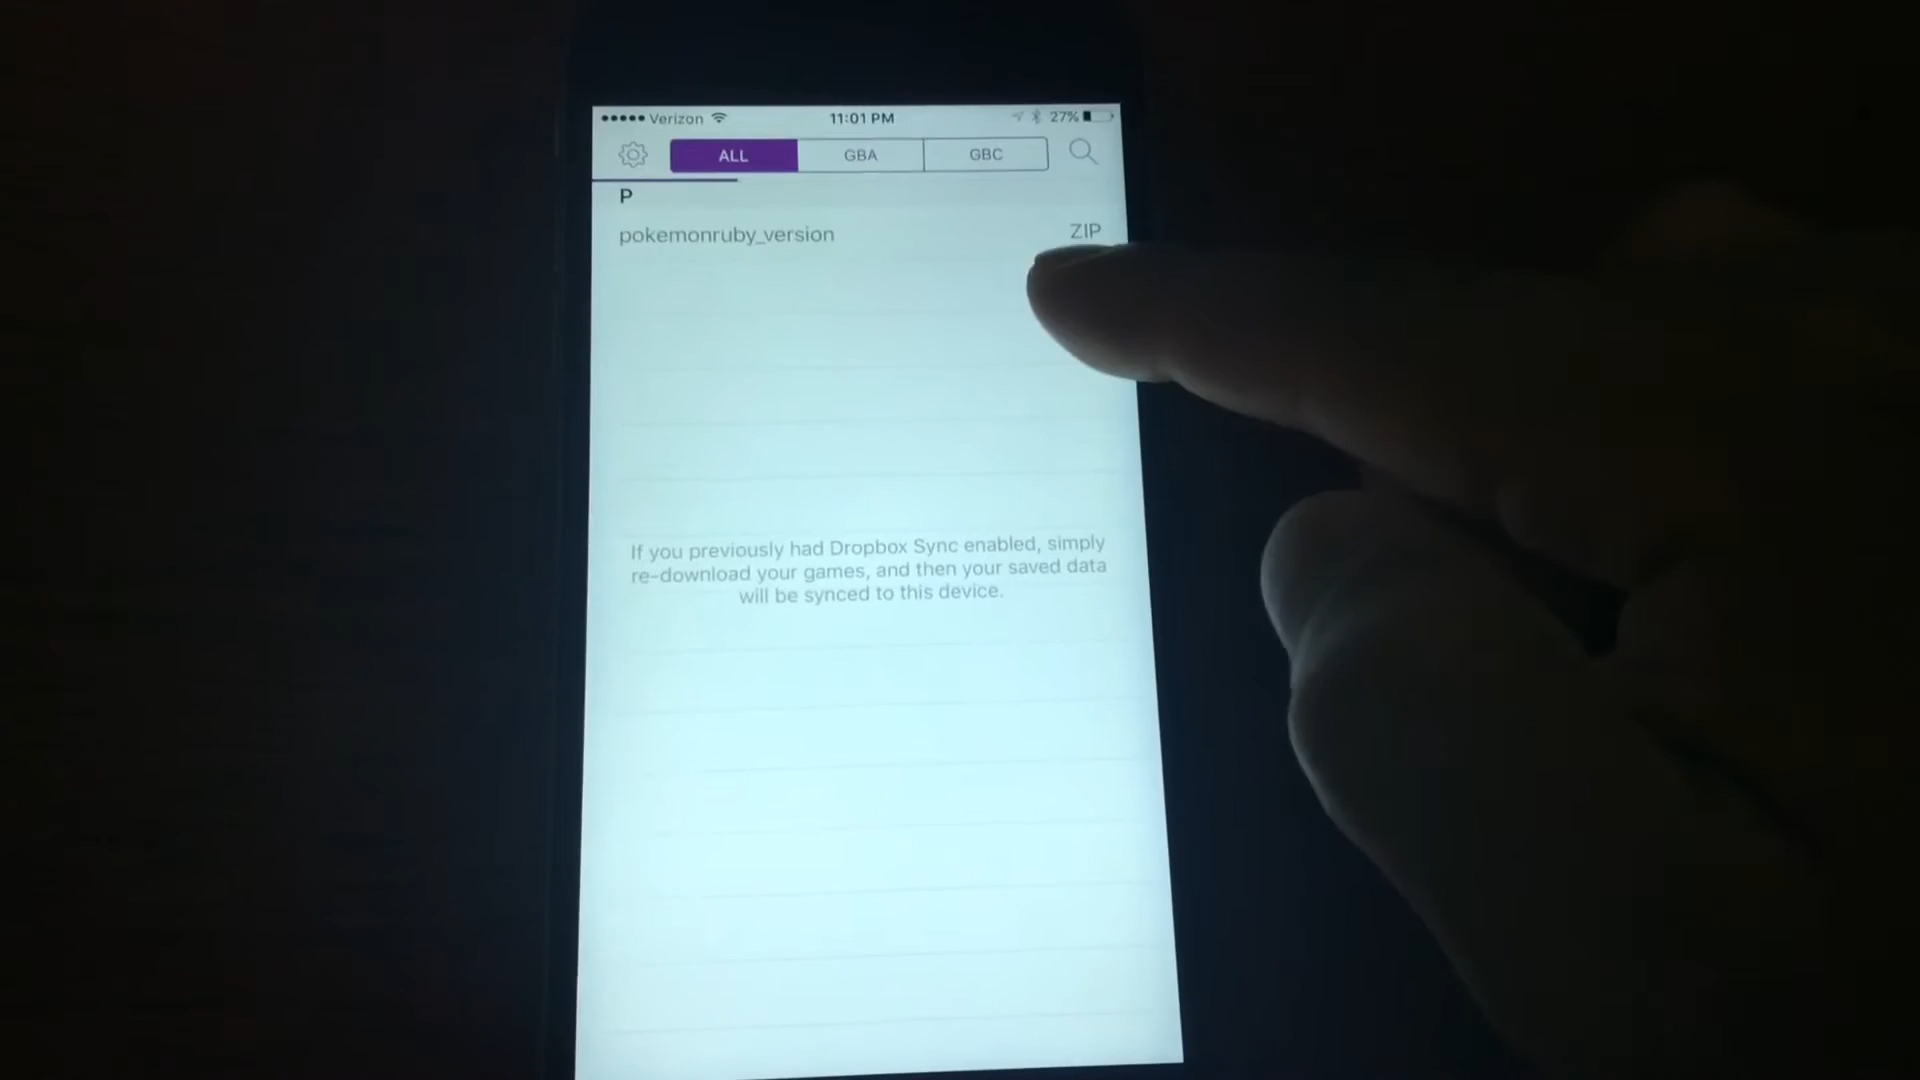 Verizon 11:01 PM 27%
ALL GBA GBC
P
pokemonruby_version ZIP
If you previously had Dropbox Sync enabled, simply
re-download your games, and then your saved data
will be synced to this device.